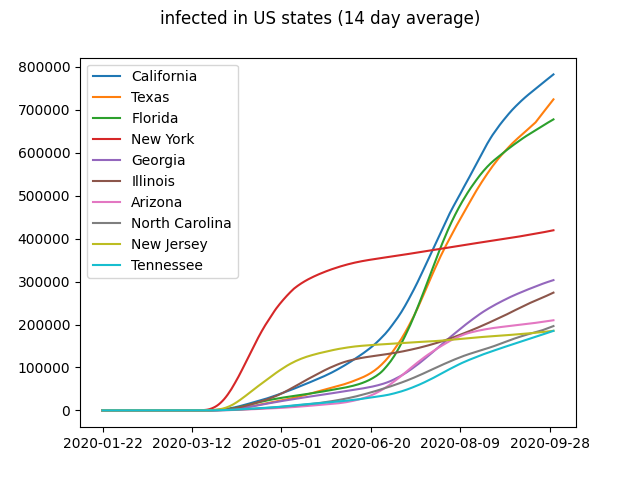 infected in US states (14 day average)
800000
700000
600000
500000
400000
300000
200000
100000
0
California
Texas
Florida
New York
Georgia
Illinois
Arizona
North Carolina
New Jersey
Tennessee
2020-01-22 2020-03-12 2020-05-01 2020-06-20 2020-08-09 2020-09-28